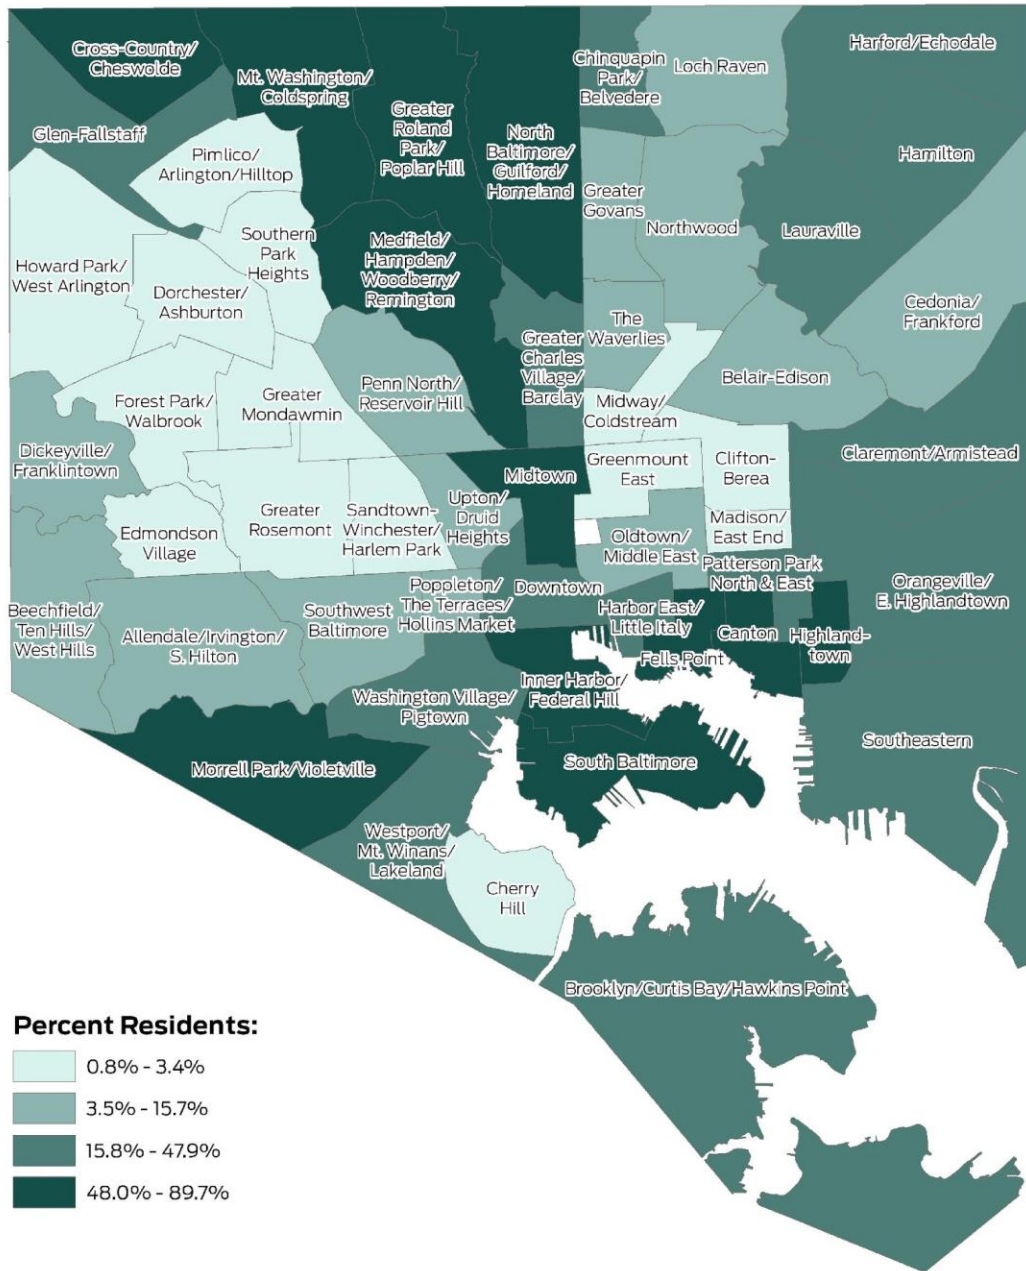 Cross-Country/
Cheswolde
Mt. Washington/
Coldspring
Greater
Roland
Park/
Poplar Hill
North
Baltimore/
Guilford/
Homeland
Chinquapin
Park/
Belvedere
Loch Raven
Harford/Echodale
Glen-Fallstaff
Pimlico/
Arlington/Hilltop
Hamilton
Greater
Govans
Northwood
Lauraville
Southern
Park
Heights
Medfield/
Hampden/
Woodberry/
Remington
Howard Park/
West Arlington
Dorchester/
Ashburton
Cedonia/
Frankford
The
Waverlies
Greater
Charles
Village/
Barclay
Belair-Edison
Penn North/
Reservoir Hill
Forest Park/
Walbrook
Greater
Mondawmin
Midway/
Coldstream
Dickeyville/
Franklintown
Claremont/Armistead
Midtown
Greenmount
East
Clifton-
Berea
Edmondson
Village
Greater
Rosemont
Sandtown-
Winchester/
Harlem Park
Upton/
Druid
Heights
Madison/
East End
Oldtown/
Middle East
Patterson Park
North & East
Orangeville/
E. Highlandtown
Beechfield/
Ten Hills/
West Hills
Allendale/Irvington/
S. Hilton
Southwest
Baltimore
Poppleton/
The Terraces/
Hollins Market
Downtown
Harbor East/
Little Italy
Canton
Highland-
town
Fells Point
Inner Harbor/
Federal Hill
Washington Village/
Pigtown
Southeastern
Morrell Park/Violetville
South Baltimore
Westport/
Mt. Winans/
Lakeland
Cherry
Hill
Brooklyn/Curtis Bay/Hawkins Point
Percent Residents:
0.8% - 3.4%
3.5% - 15.7%
15.8% - 47.9%
48.0% - 89.7%